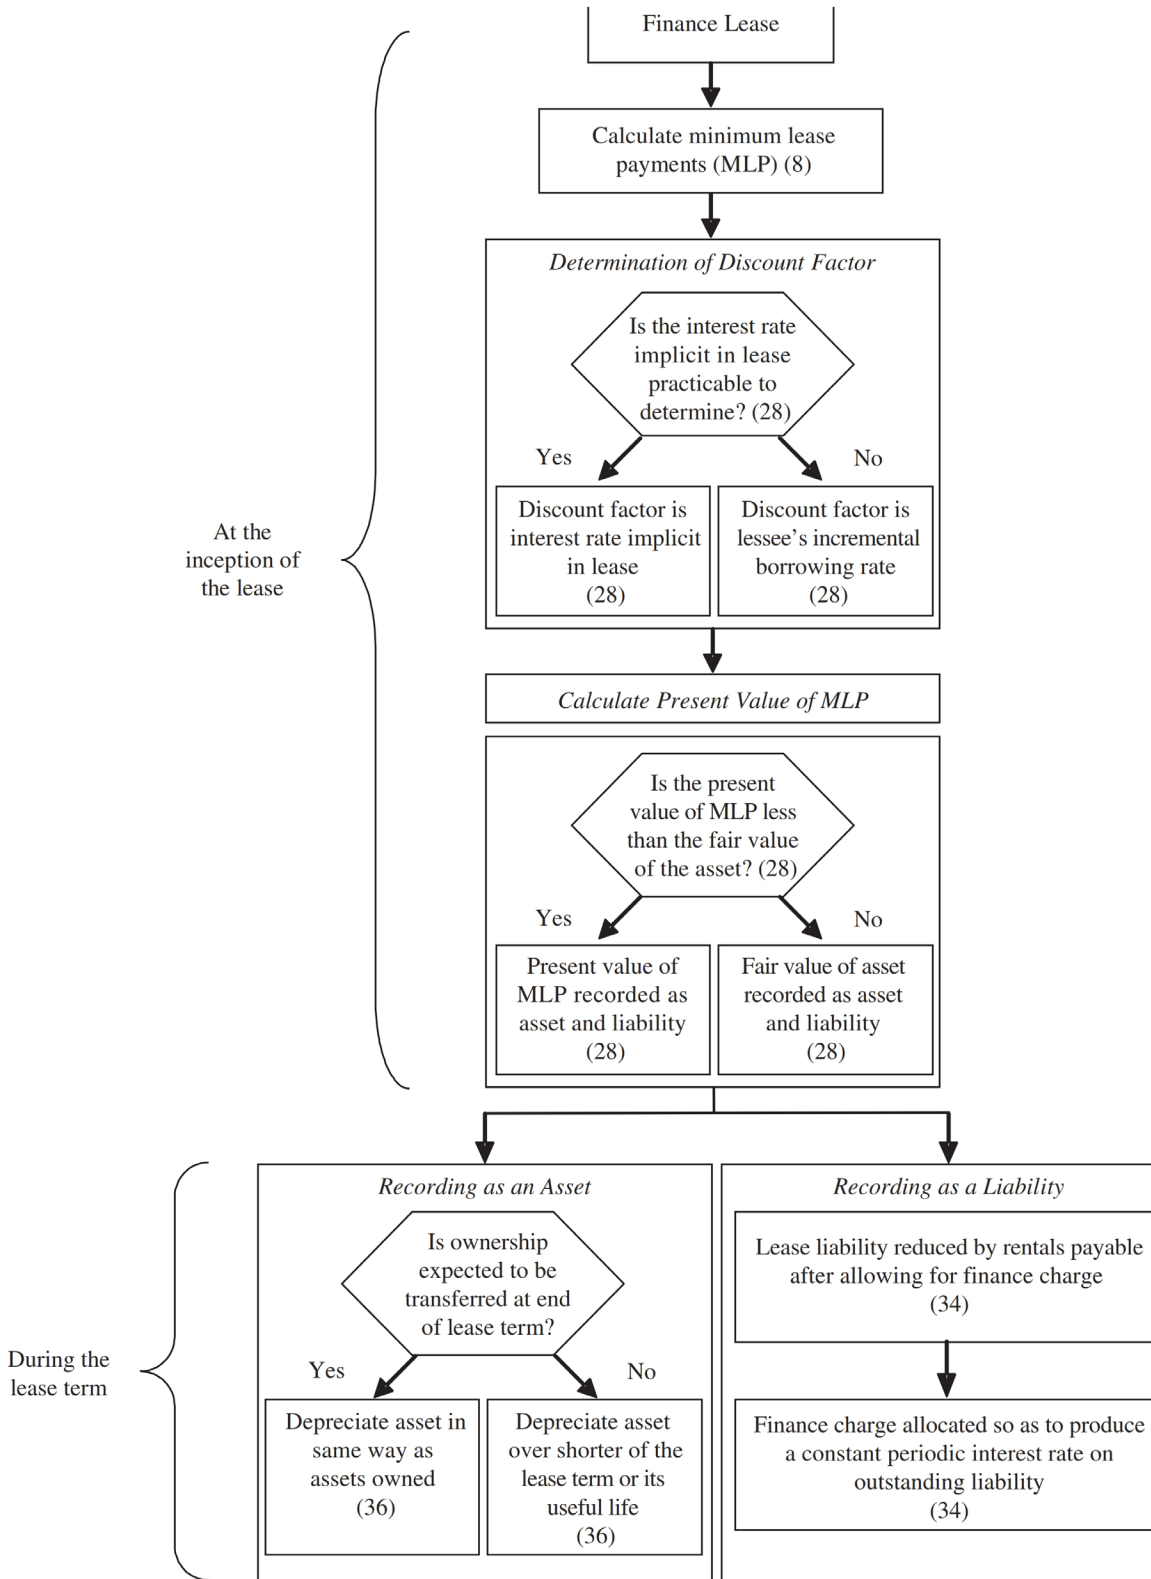 Finance Lease
Calculate minimum lease
payments (MLP) (8)
Determination of Discount Factor
Is the interest rate
implicit in lease
practicable to
determine? (28)
Yes
No
Discount factor is
interest rate implicit
in lease
(28)
Discount factor is
lessee's incremental
borrowing rate
(28)
At the
inception of
the lease
Calculate Present Value of MLP
Is the present
value of MLP less
than the fair value
of the asset? (28)
Yes
No
Present value of
MLP recorded as
asset and liability
(28)
Fair value of asset
recorded as asset
and liability
(28)
During the
lease term
Recording as an Asset
Is ownership
expected to be
transferred at end
of lease term?
Yes
No
Depreciate asset in
same way as
assets owned
(36)
Depreciate asset
over shorter of the
lease term or its
useful life
(36)
Recording as a Liability
Lease liability reduced by rentals payable
after allowing for finance charge
(34)
Finance charge allocated so as to produce
a constant periodic interest rate on
outstanding liability
(34)